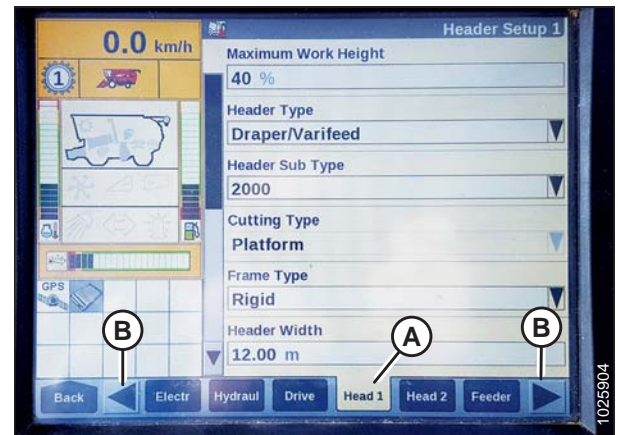 0.0 km/h
Header Setup 1
1
Maximum Work Height
40 %
Header Type
Draper/Varifeed
Header Sub Type
2000
Cutting Type
Platform
Frame Type
Rigid
GPS
Header Width
12.00 m
B
A
B
Back
Electr
Hydraul
Drive
Head 1
Head 2
Feeder
1025904